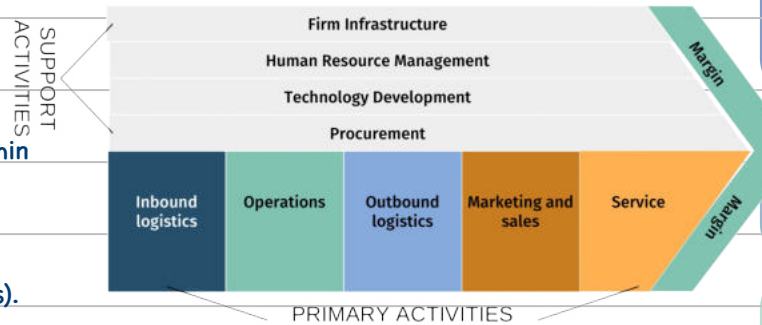 Firm Infrastructure
Human Resource Management
Technology Development
Procurement
SUPPORT
ACTIVITIES
Margin
Inbound
logistics
Operations
Outbound
logistics
Marketing and
sales
Service
Margin
s).
PRIMARY ACTIVITIES